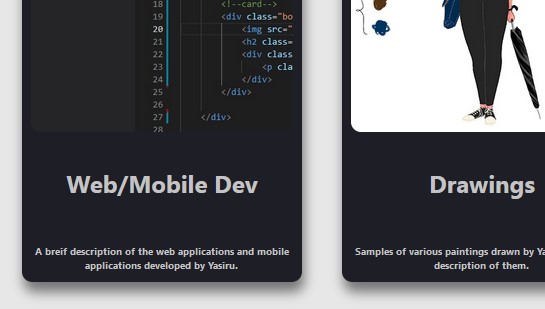 18 <!--card-->
19 <div class="bo
20 <img src="
21 <h2 class=
22 <div class
23 <p cla
24 </div>
25 </div>
26
27 </div>
28
Web/Mobile Dev
A breif description of the web applications and mobile
applications developed by Yasiru.
Drawings
Samples of various paintings drawn by Ya
description of them.